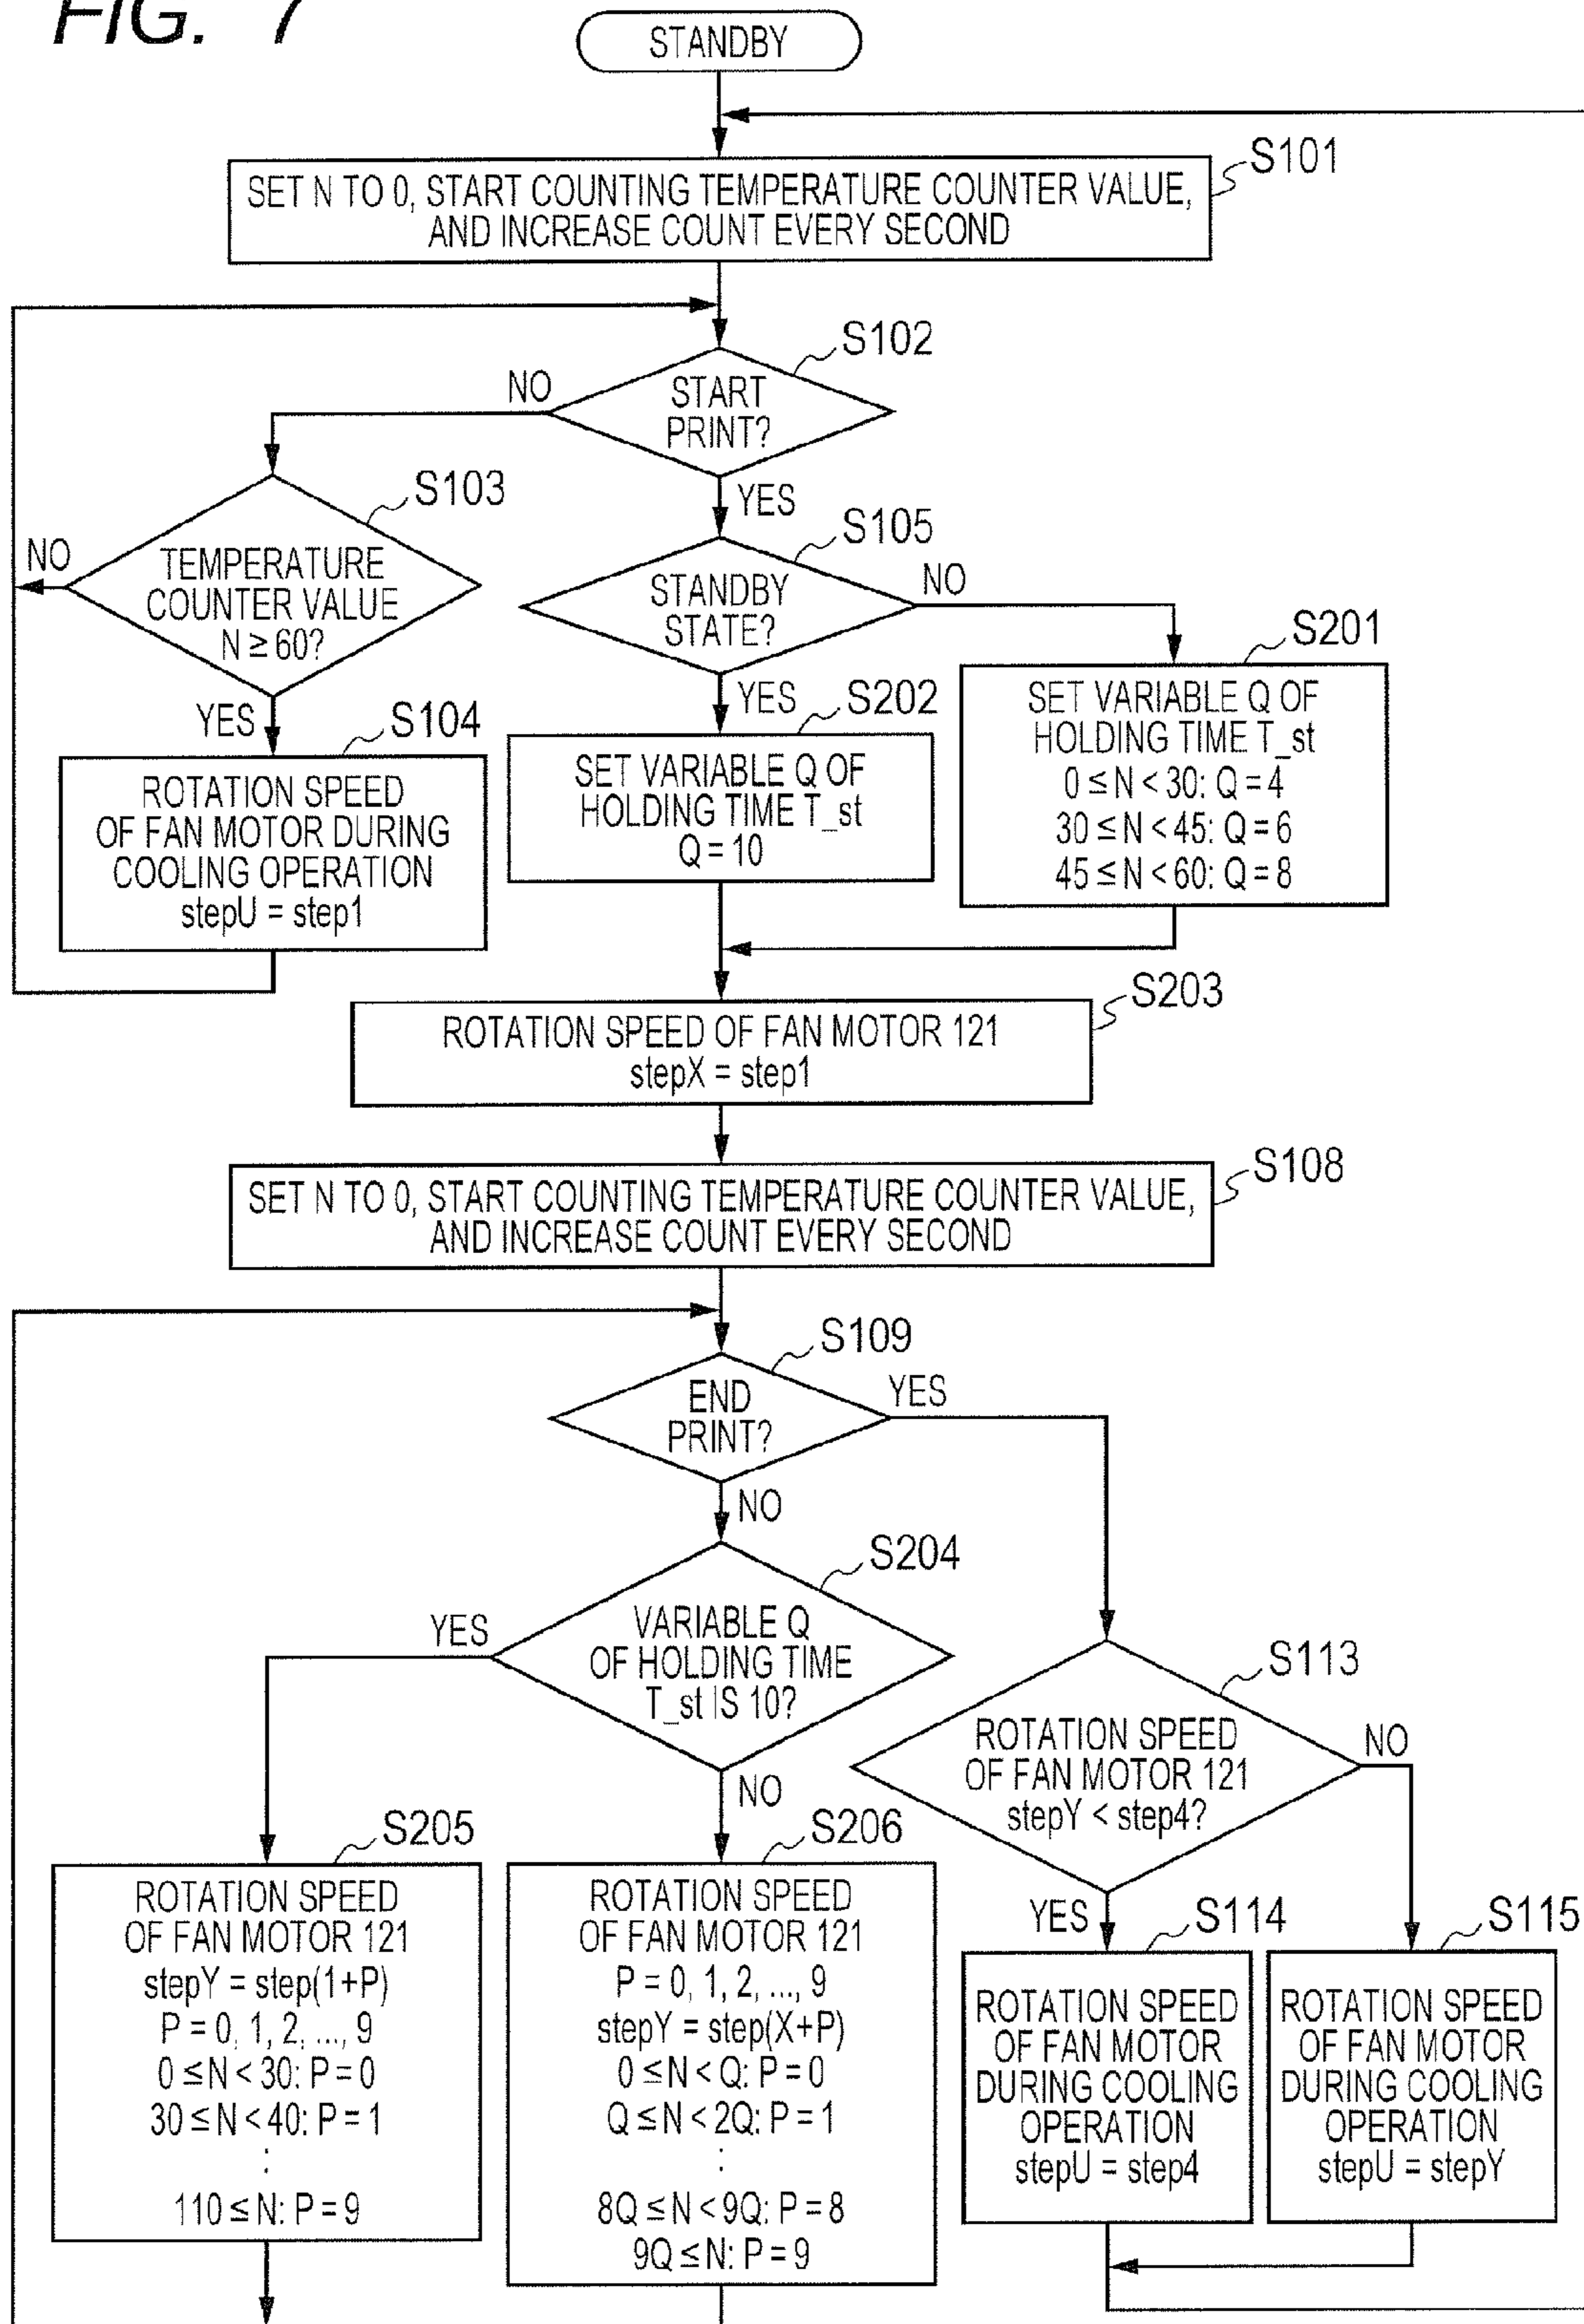 FIG. 7
STANDBY
S101
SET N TO 0, START COUNTING TEMPERATURE COUNTER VALUE,
AND INCREASE COUNT EVERY SECOND
S102
START
PRINT?
NO
YES
S103
TEMPERATURE
COUNTER VALUE
N ≥ 60?
NO
YES
S104
ROTATION SPEED
OF FAN MOTOR DURING
COOLING OPERATION
stepU = step1
S105
STANDBY
STATE?
NO
YES
S201
SET VARIABLE Q OF
HOLDING TIME T_st
0 ≤ N < 30: Q = 4
30 ≤ N < 45: Q = 6
45 ≤ N < 60: Q = 8
S202
SET VARIABLE Q OF
HOLDING TIME T_st
Q = 10
S203
ROTATION SPEED OF FAN MOTOR 121
stepX = step1
S108
SET N TO 0, START COUNTING TEMPERATURE COUNTER VALUE,
AND INCREASE COUNT EVERY SECOND
S109
END
PRINT?
YES
NO
S204
VARIABLE Q
OF HOLDING TIME
T_st IS 10?
YES
NO
S113
ROTATION SPEED
OF FAN MOTOR 121
stepY < step4?
NO
YES
S205
ROTATION SPEED
OF FAN MOTOR 121
stepY = step(1+P)
P = 0, 1, 2, ..., 9
0 ≤ N < 30: P = 0
30 ≤ N < 40: P = 1
:
110 ≤ N: P = 9
S206
ROTATION SPEED
OF FAN MOTOR 121
P = 0, 1, 2, ..., 9
stepY = step(X+P)
0 ≤ N < Q: P = 0
Q ≤ N < 2Q: P = 1
:
8Q ≤ N < 9Q: P = 8
9Q ≤ N: P = 9
S114
ROTATION SPEED
OF FAN MOTOR
DURING COOLING
OPERATION
stepU = step4
S115
ROTATION SPEED
OF FAN MOTOR
DURING COOLING
OPERATION
stepU = stepY